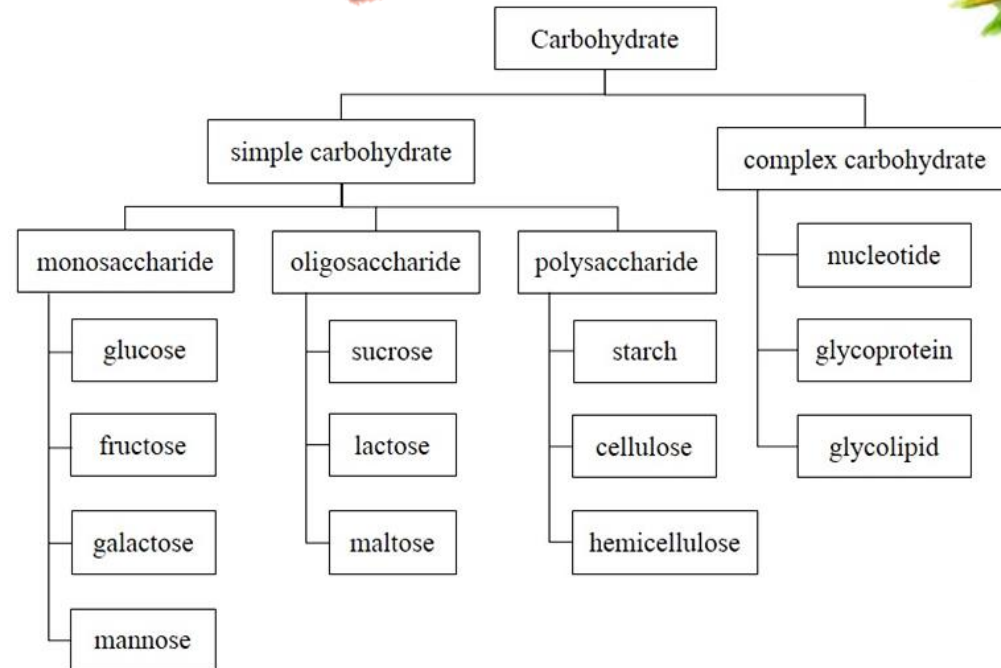 Carbohydrate
simple carbohydrate
complex carbohydrate
monosaccharide
oligosaccharide
polysaccharide
nucleotide
glucose
sucrose
starch
glycoprotein
fructose
lactose
cellulose
glycolipid
galactose
maltose
hemicellulose
mannose